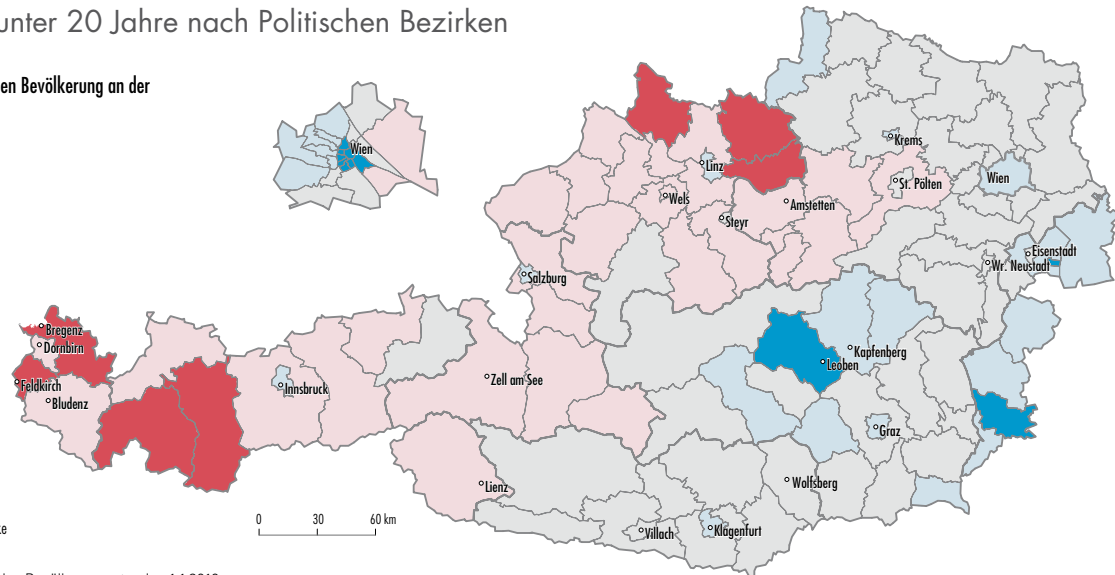 unter 20 Jahre nach Politischen Bezirken
en Bevölkerung an der
Wien
Krems
Linz
St. Pölten
Wien
Wels
Amstetten
Steyr
Eisenstadt
Wr. Neustadt
Salzburg
Bregenz
Dornbirn
Kapfenberg
Leoben
Feldkirch
Zell am See
Innsbruck
Bludenz
Graz
Lienz
Wolfsberg
0 30 60 km
Villach
Klagenfurt